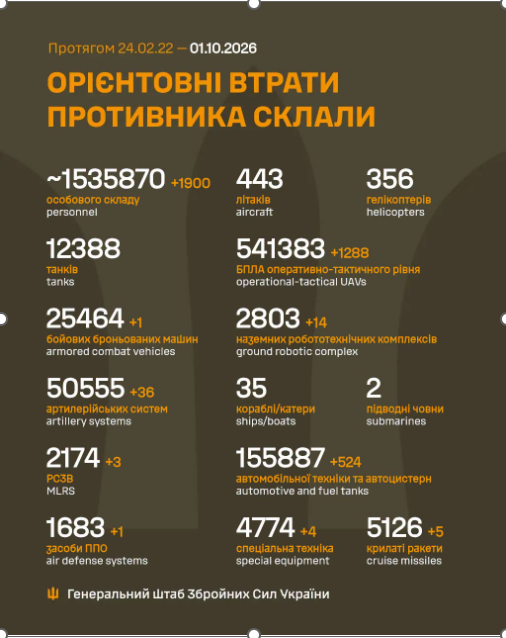 Протягом 24.02.22 — 01.10.2026
ОРІЄНТОВНІ ВТРАТИ
ПРОТИВНИКА СКЛАЛИ
~1535870 +1900
особового складу
personnel
443
літаків
aircraft
356
гелікоптерів
helicopters
12388
танків
tanks
541383 +1288
БПЛА оперативно-тактичного рівня
operational-tactical UAVs
25464 +1
бойових броньованих машин
armored combat vehicles
2803 +14
наземних робототехнічних комплексів
ground robotic complex
50555 +36
артилерійських систем
artillery systems
35
кораблі/катери
ships/boats
2
підводні човни
submarines
2174 +3
РСЗВ
MLRS
155887 +524
автомобільної техніки та автоцистерн
automotive and fuel tanks
1683 +1
засоби ППО
air defense systems
4774 +4
спеціальна техніка
special equipment
5126 +5
крилаті ракети
cruise missiles
Генеральний Штаб Збройних Сил України